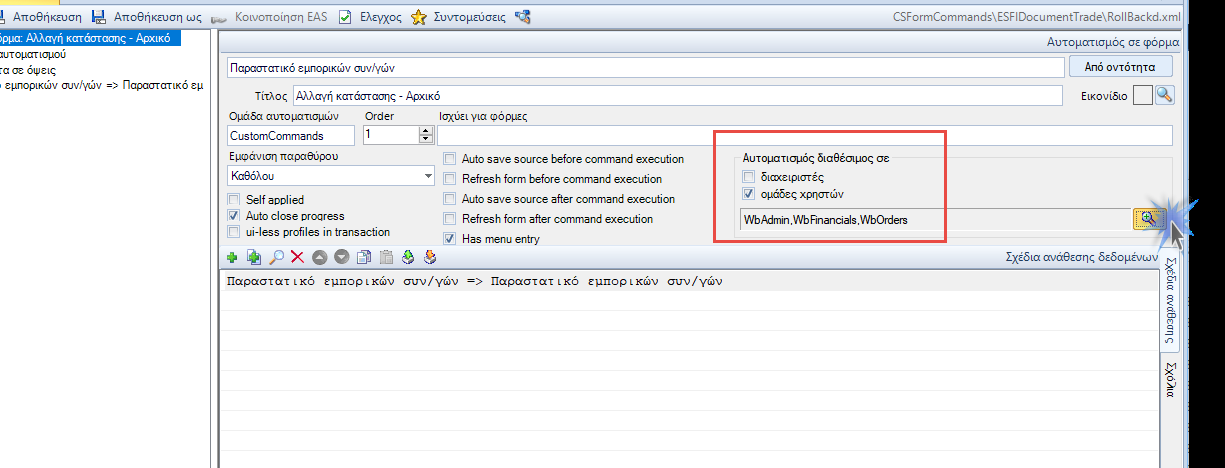 Αποθήκευση Αποθήκευση ως Κοινοποίηση EAS Ελεγχος Συντομεύσεις CSFormCommands\ESFIDocumentTrade\RollBackd.xml
όρμα: Αλλαγή κατάστασης - Αρχικό
αυτοματισμού
τα σε όψεις
ό εμπορικών συν/γών => Παραστατικό εμ
Αυτοματισμός σε φόρμα
Παραστατικό εμπορικών συν/γών Από οντότητα
Τίτλος Αλλαγή κατάστασης - Αρχικό Εικονίδιο
Ομάδα αυτοματισμών Order Ισχύει για φόρμες
CustomCommands 1
Εμφάνιση παραθύρου
Καθόλου
Self applied
Auto close progress
ui-less profiles in transaction
Auto save source before command execution
Refresh form before command execution
Auto save source after command execution
Refresh form after command execution
Has menu entry
Αυτοματισμός διαθέσιμος σε
διαχειριστές
ομάδες χρηστών
WbAdmin,WbFinancials,WbOrders
Σχέδια ανάθεσης δεδομένων
Παραστατικό εμπορικών συν/γών => Παραστατικό εμπορικών συν/γών
Σχέδια ανάθεσης
Σχόλια